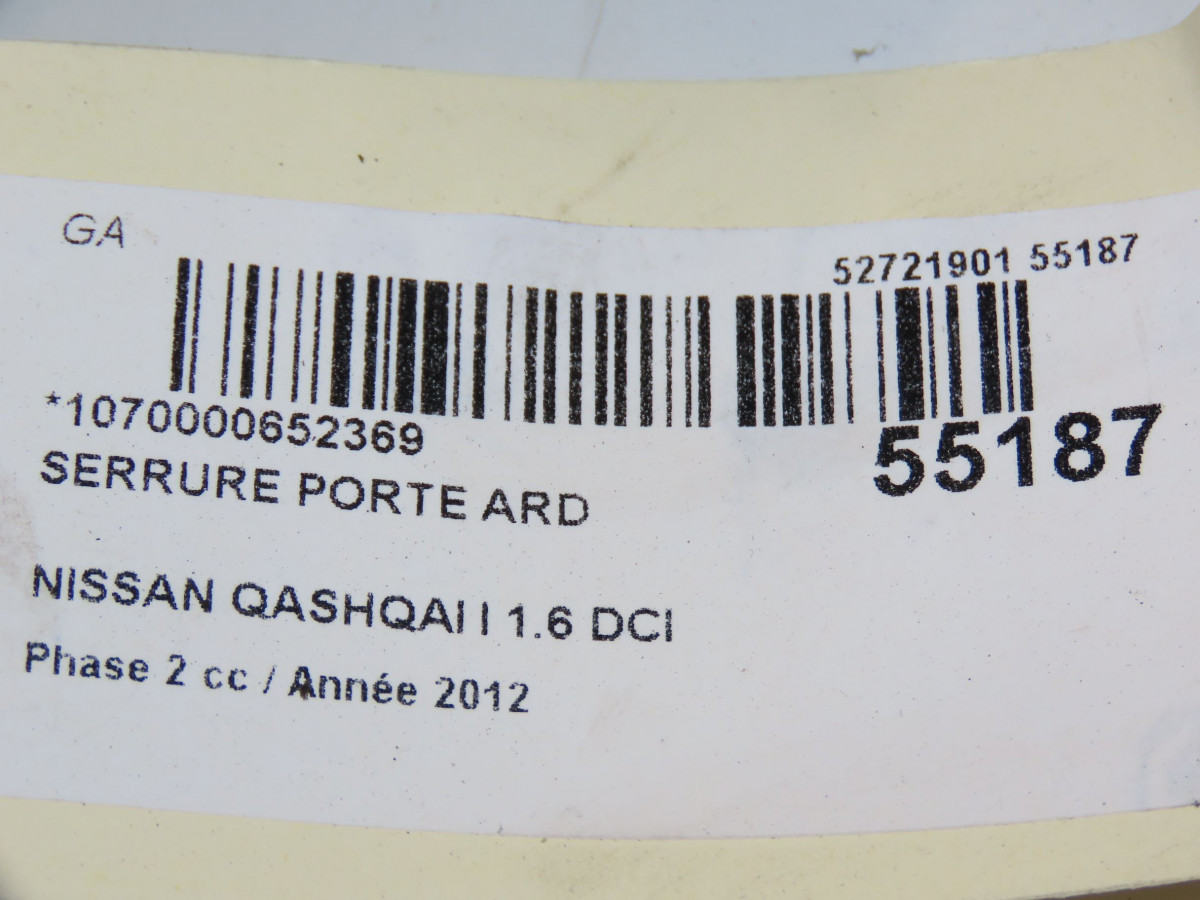 GA
52721901 55187
*1070000652369
55187
SERRURE PORTE ARD
NISSAN QASHQAI I 1.6 DCI
Phase 2 cc / Année 2012